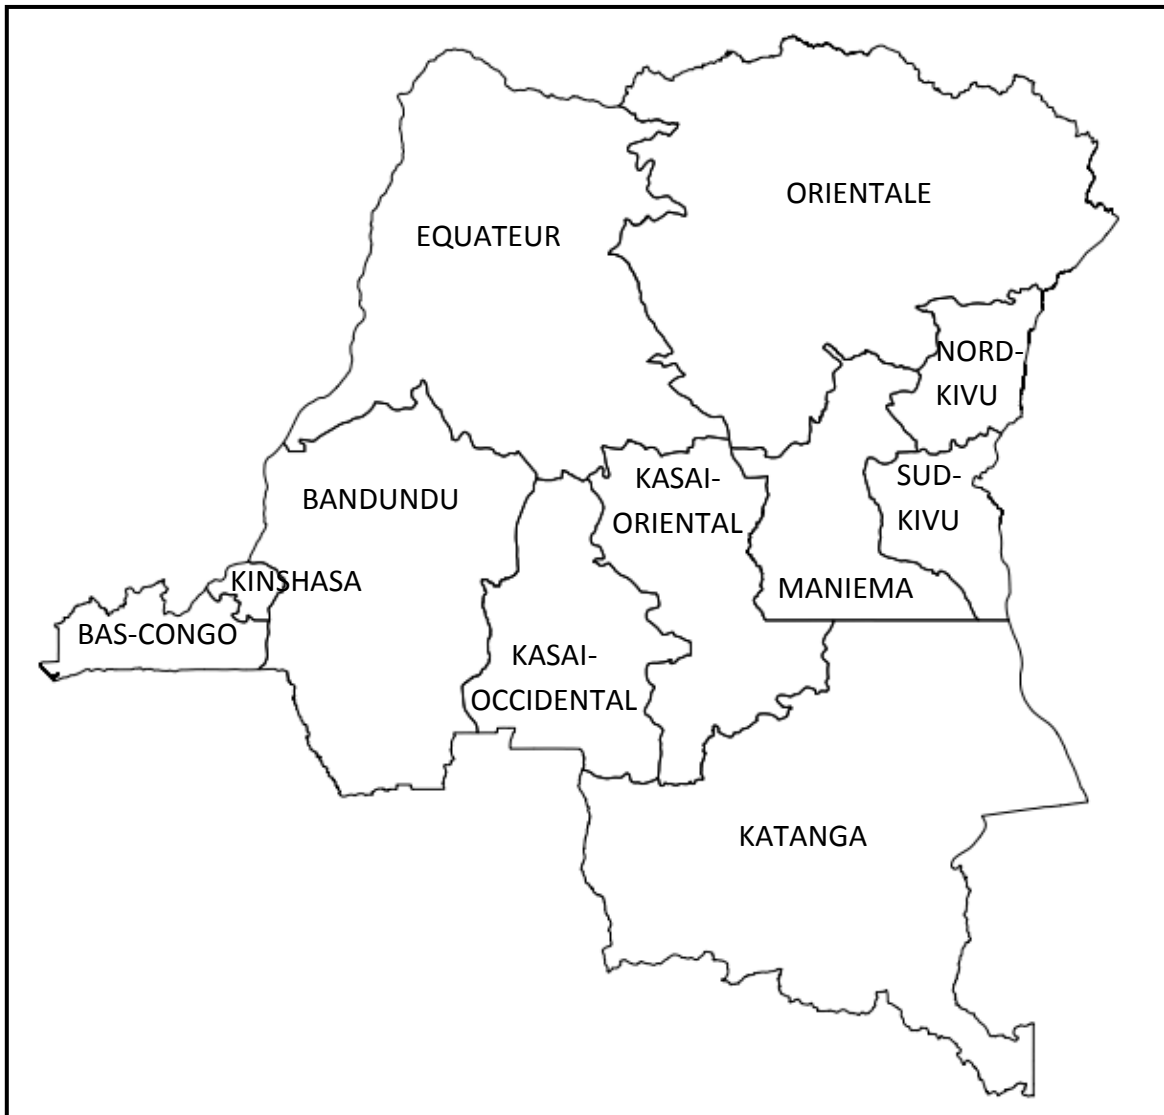 ORIENTALE
EQUATEUR
NORD-
KIVU
BANDUNDU
KASAI-
ORIENTAL
SUD-
KIVU
KINSHASA
MANIEMA
BAS-CONGO
KASAI-
OCCIDENTAL
KATANGA